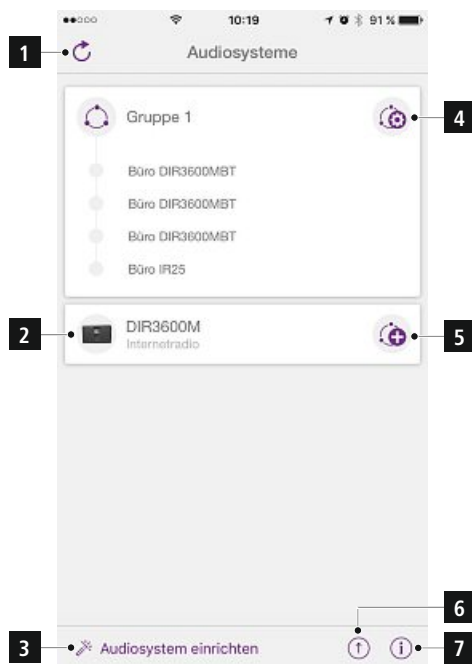 10:19
91 %
1
Audiosysteme
Gruppe 1
4
Büro DIR3600MBT
Büro DIR3600MBT
Büro DIR3600MBT
Büro IR25
2
DIR3600M
5
Internetradio
6
3
Audiosystem einrichten
7